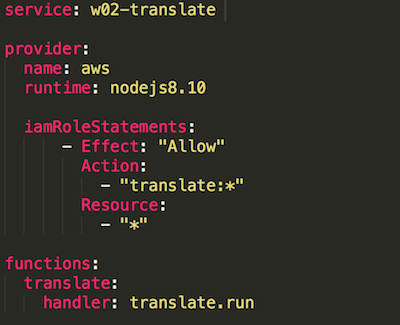 service: w02-translate
provider:
  name: aws
  runtime: nodejs8.10
  iamRoleStatements:
      - Effect: "Allow"
        Action:
          - "translate:*"
        Resource:
          - "*"
functions:
  translate:
    handler: translate.run